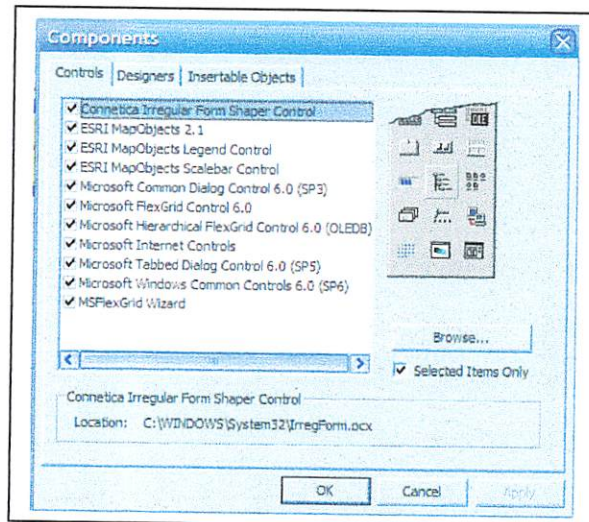 Components
Controls
Designers
Insertable Objects
Connetica Irregular Form Shaper Control
ESRI MapObjects 2.1
ESRI MapObjects Legend Control
ESRI MapObjects Scalebar Control
Microsoft Common Dialog Control 6.0 (SP3)
Microsoft FlexGrid Control 6.0
Microsoft Hierarchical FlexGrid Control 6.0 (OLEDB)
Microsoft Internet Controls
Microsoft Tabbed Dialog Control 6.0 (SP5)
Microsoft Windows Common Controls 6.0 (SP6)
MSFlexGrid Wizard
Browse...
Selected Items Only
Connetica Irregular Form Shaper Control
Location: C:\WINDOWS\System32\IrregForm.ocx
OK
Cancel
Apply